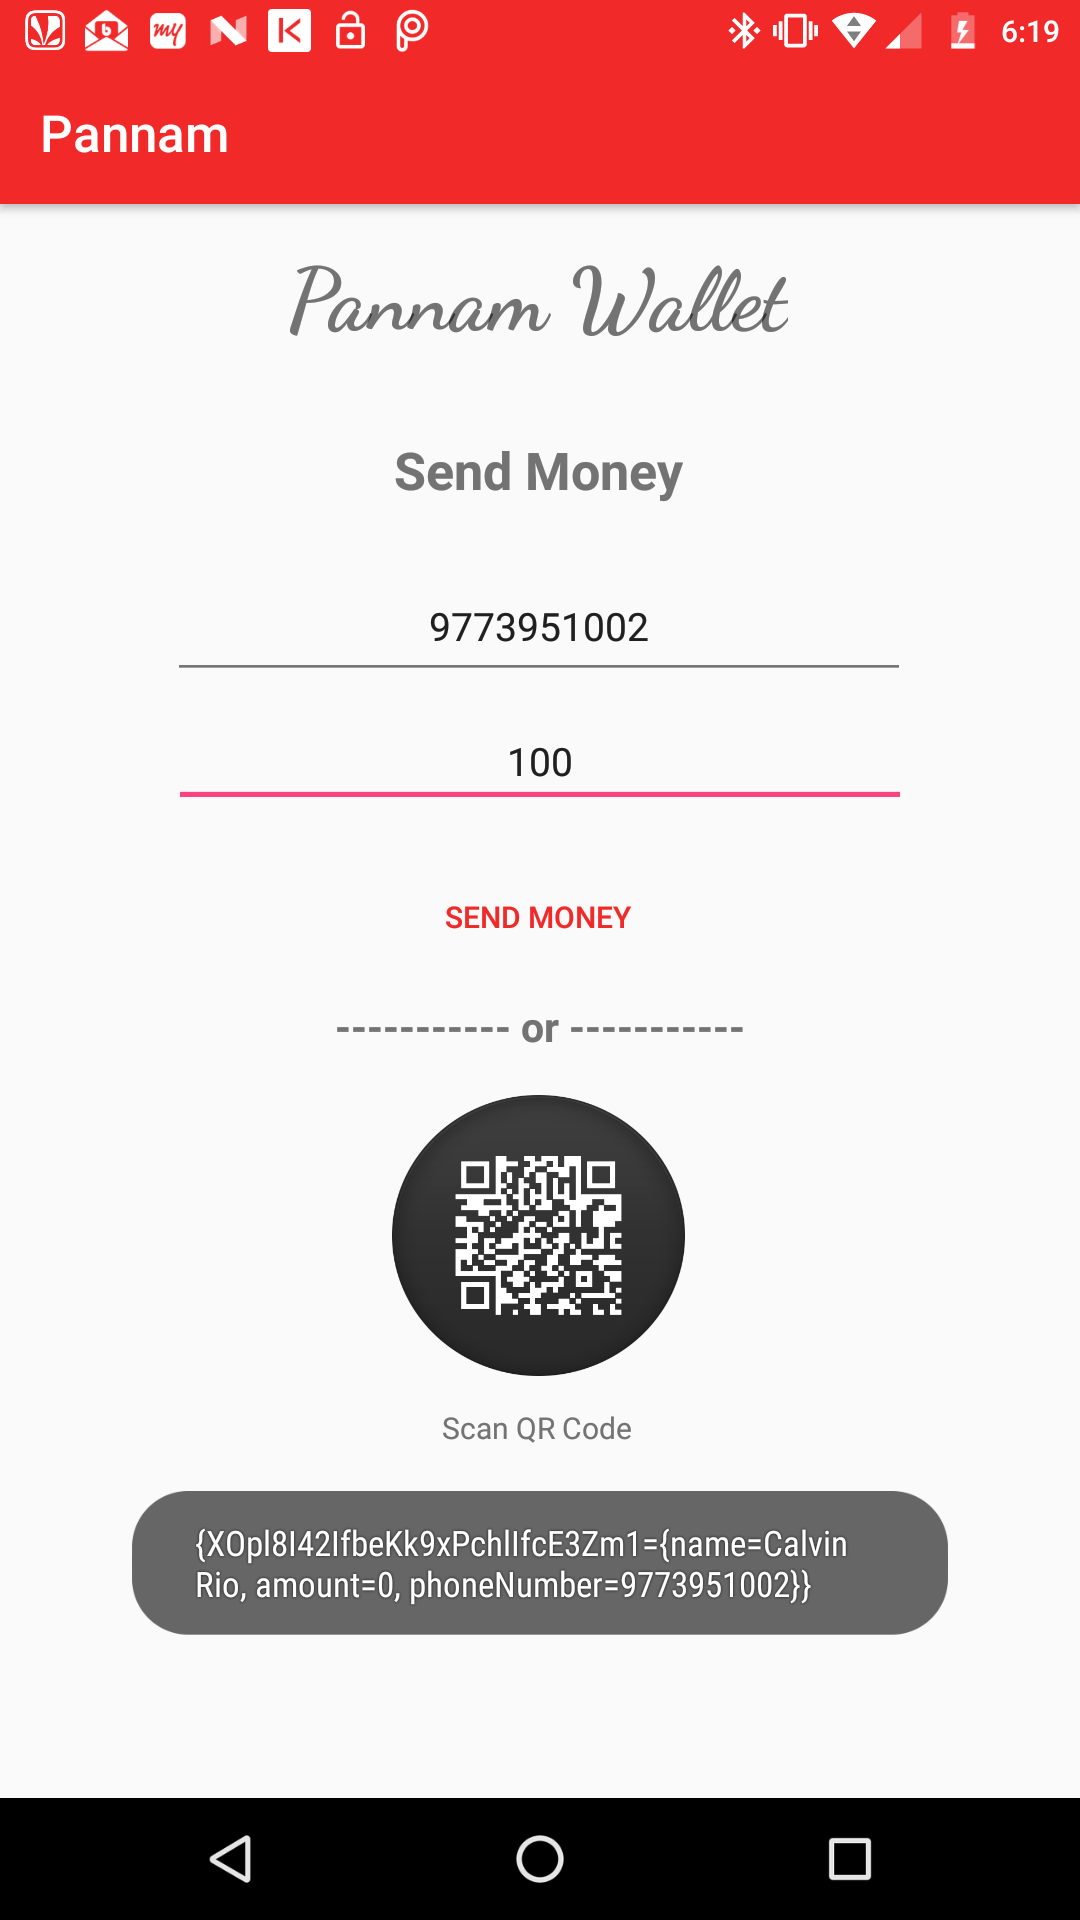 my
6:19
Pannam
Pannam Wallet
Send Money
9773951002
100
SEND MONEY
----------- or -----------
Scan QR Code
{XOpl8I42IfbeKk9xPchlIfcE3Zm1={name=Calvin
Rio, amount=0, phoneNumber=9773951002}}